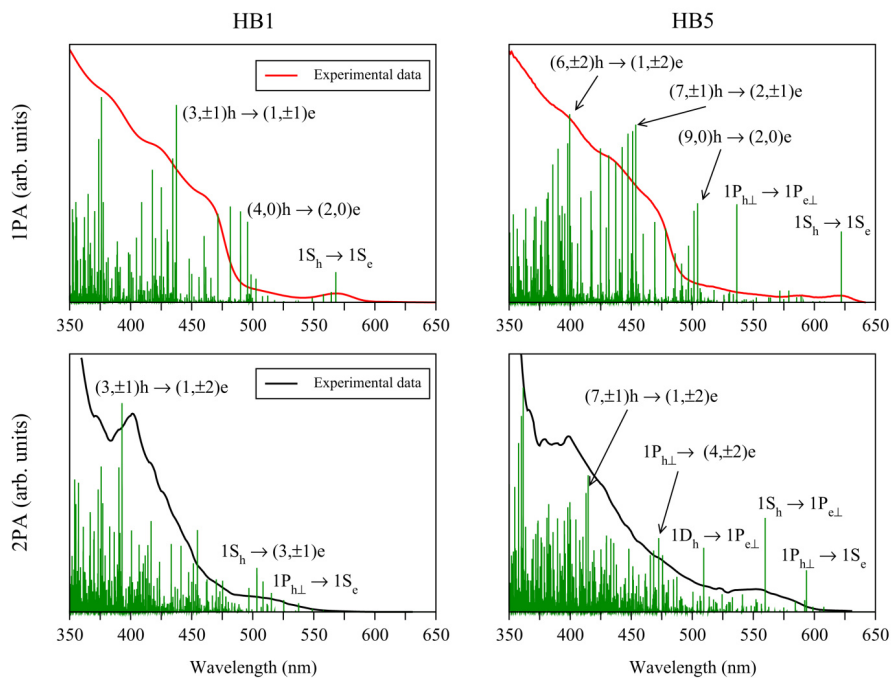 HB1
HB5
1PA (arb. units)
Experimental data
(3,±1)h → (1,±1)e
(4,0)h → (2,0)e
1S_h → 1S_e
350 400 450 500 550 600 650
(6,±2)h → (1,±2)e
(7,±1)h → (2,±1)e
(9,0)h → (2,0)e
1P_h⊥ → 1P_e⊥
1S_h → 1S_e
350 400 450 500 550 600 650
2PA (arb. units)
Experimental data
(3,±1)h → (1,±2)e
1S_h → (3,±1)e
1P_h⊥ → 1S_e
350 400 450 500 550 600 650
Wavelength (nm)
(7,±1)h → (1,±2)e
1P_h⊥ → (4,±2)e
1S_h → 1P_e⊥
1D_h → 1P_e⊥
1P_h⊥ → 1S_e
350 400 450 500 550 600 650
Wavelength (nm)